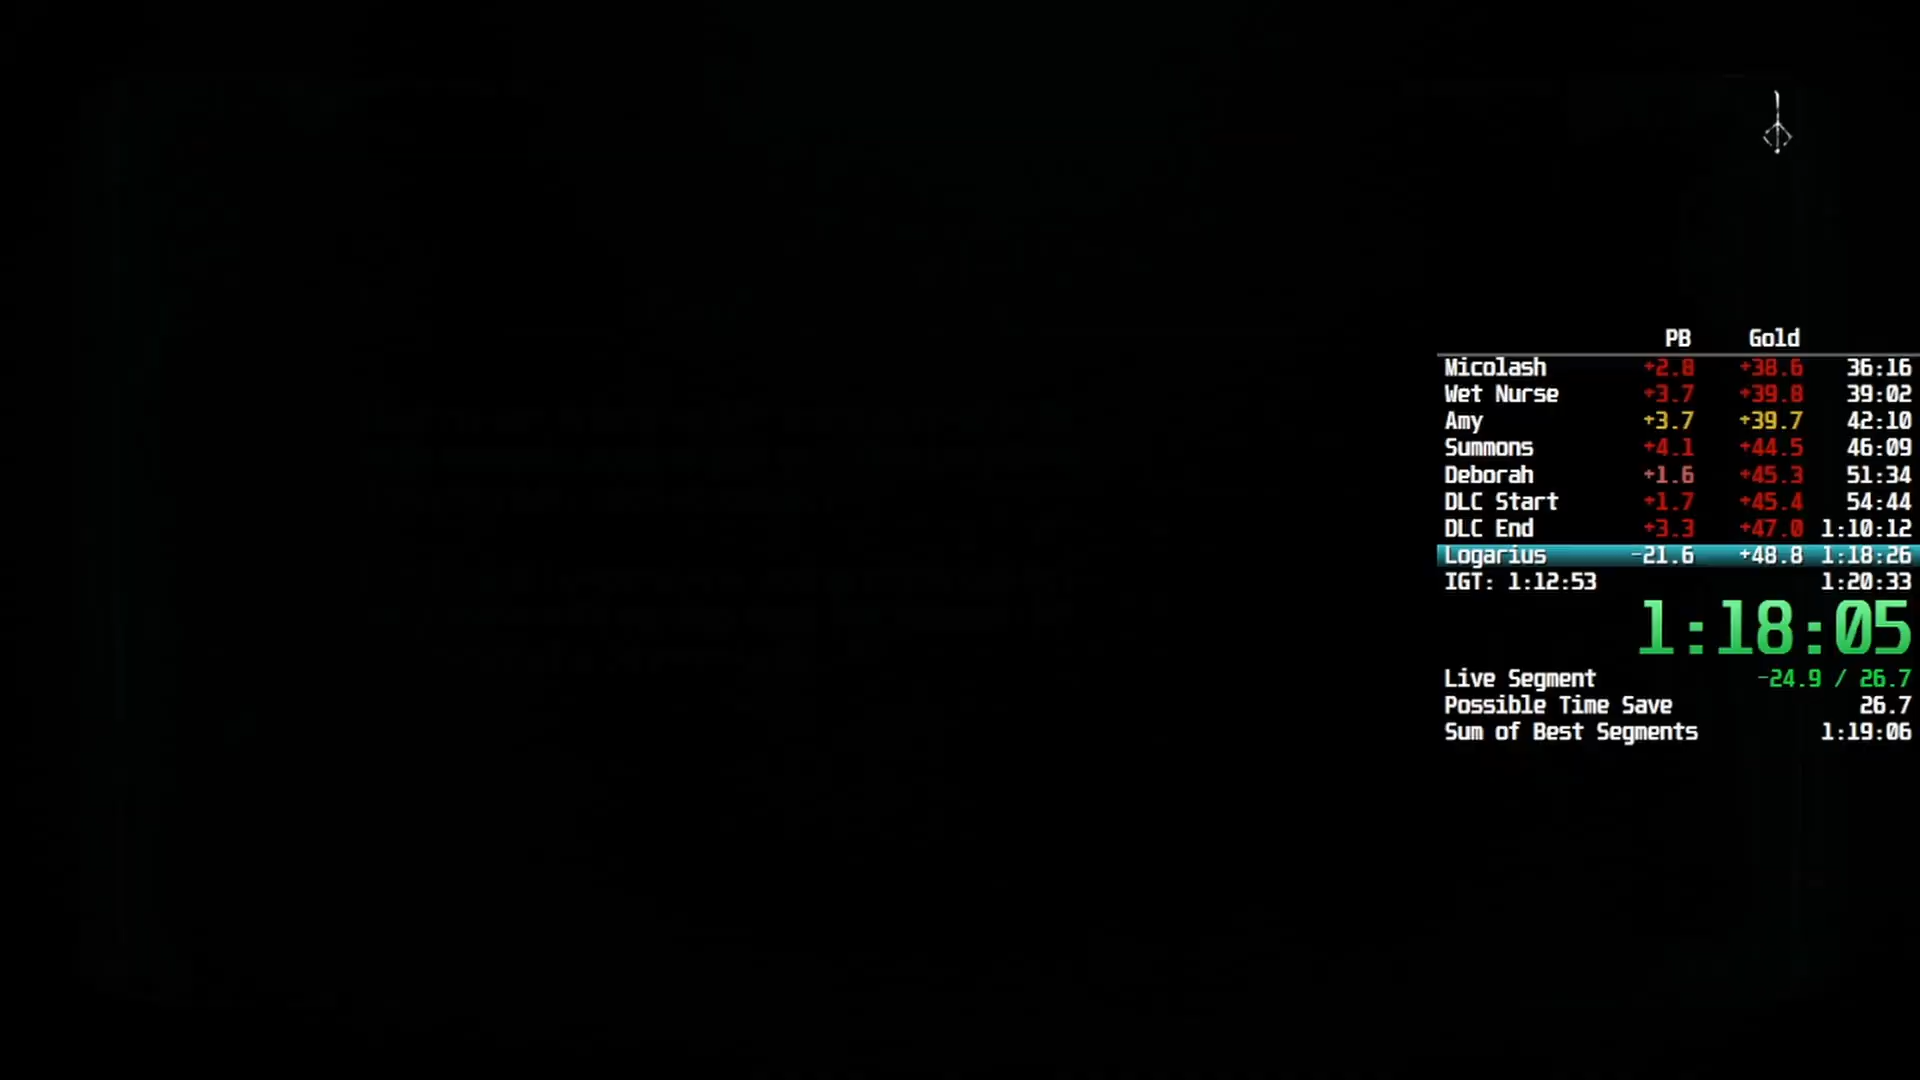 PB Gold
Micolash +2.8 +38.6 36:16
Wet Nurse +3.7 +39.8 39:02
Amy +3.7 +39.7 42:10
Summons +4.1 +44.5 46:09
Deborah +1.6 +45.3 51:34
DLC Start +1.7 +45.4 54:44
DLC End +3.3 +47.0 1:10:12
Logarius -21.6 +48.8 1:18:26
IGT: 1:12:53 1:20:33
1:18:05
Live Segment -24.9 / 26.7
Possible Time Save 26.7
Sum of Best Segments 1:19:06